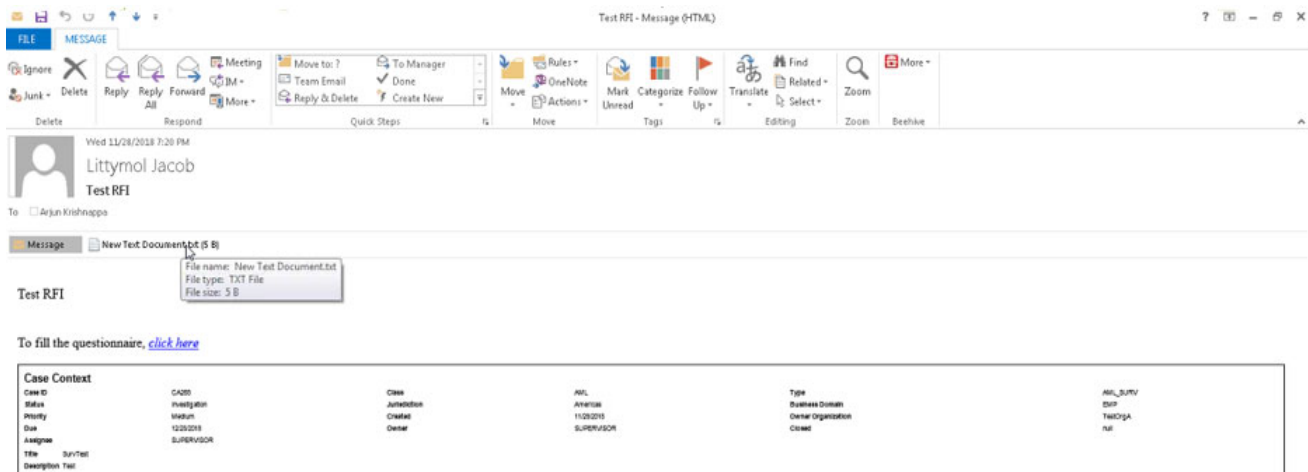 Test RFI - Message (HTML)
FILE MESSAGE
Ignore
Junk
Delete
Reply
Reply All
Forward
Meeting
IM
More
Move to: ?
Team Email
Reply & Delete
To Manager
Done
Create New
Move
Rules
OneNote
Actions
Mark Unread
Categorize
Follow Up
Translate
Find
Related
Select
Zoom
More
Delete Respond Quick Steps Move Tags Editing Zoom Beehive
Wed 11/28/2018 7:20 PM
Littymol Jacob
Test RFI
To Arjun Krishnappa
Message New Text Document.txt (5 B)
File name: New Text Document.txt
File type: TXT File
File size: 5 B
Test RFI
To fill the questionnaire, click here
Case Context
Case ID Class AML Type AML_SURV
Status Investigation Jurisdiction Americas Business Domain EMP
Priority Medium Created 11/28/2018 Owner Organization TestOrgA
Due 12/28/2018 Owner SUPERVISOR Closed null
Assignee SUPERVISOR
Title SurvTest
Description Test